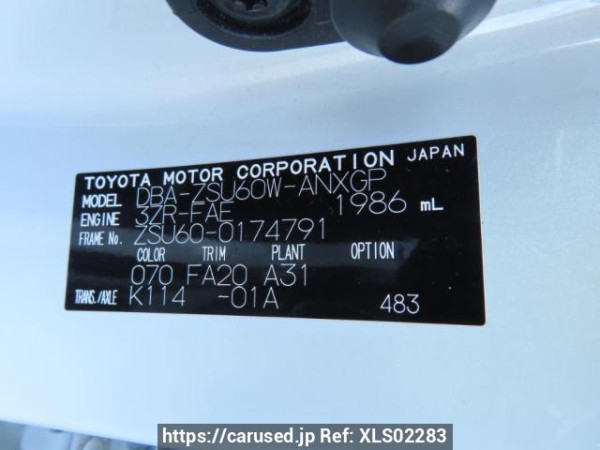 TOYOTA MOTOR CORPORATION JAPAN
MODEL DBA-ZSU60W-ANXGP
ENGINE 3ZR-FAE 1986 mL
FRAME No. ZSU60-0174791
COLOR TRIM PLANT OPTION
070 FA20 A31
TRANS./AXLE K114 -01A 483
https://carused.jp Ref: XLS02283